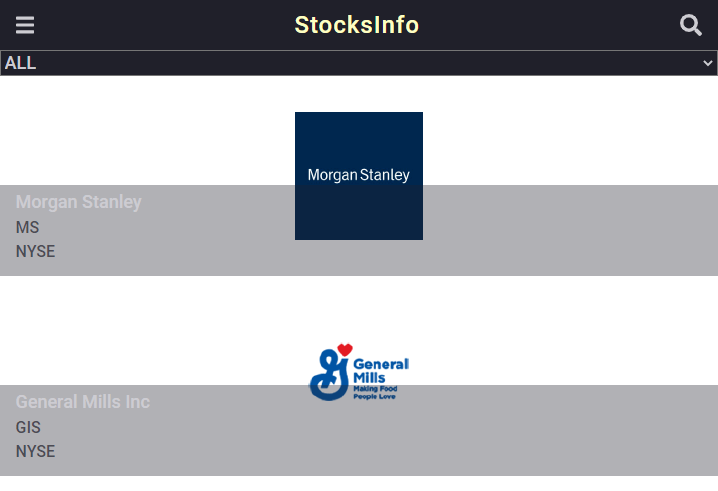 StocksInfo
ALL
Morgan Stanley
Morgan Stanley
MS
NYSE
General
Mills
Making Food
People Love
General Mills Inc
GIS
NYSE